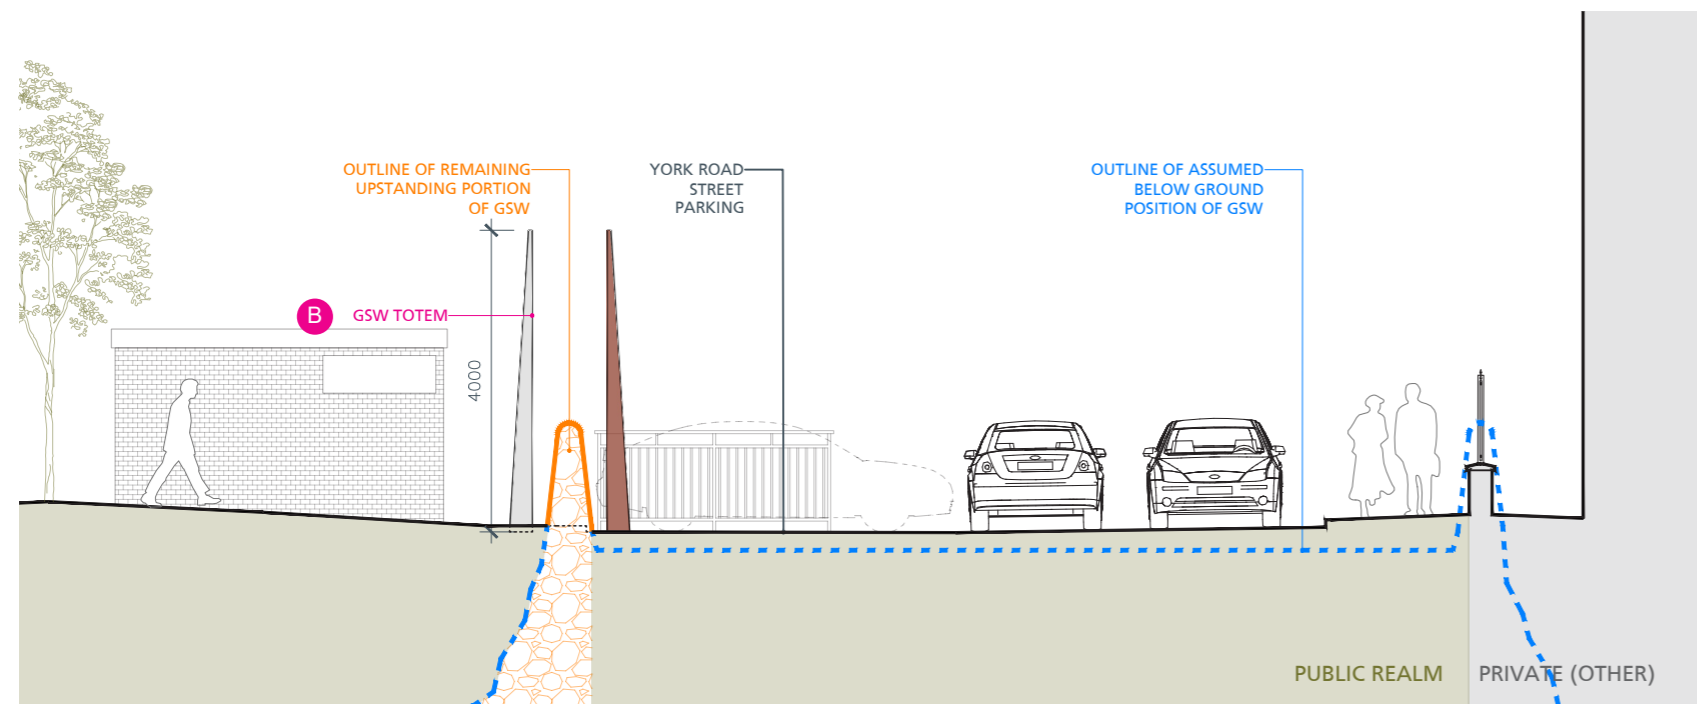 OUTLINE OF REMAINING
UPSTANDING PORTION
OF GSW
YORK ROAD
STREET
PARKING
OUTLINE OF ASSUMED
BELOW GROUND
POSITION OF GSW
B
GSW TOTEM
4000
PUBLIC REALM
PRIVATE (OTHER)